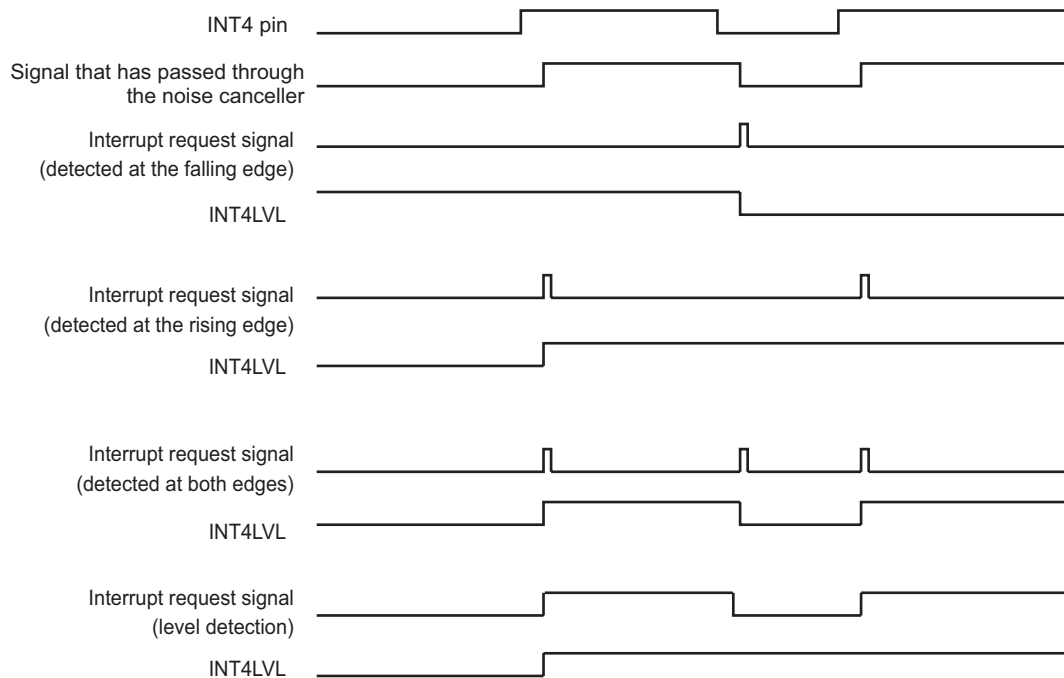 INT4 pin
Signal that has passed through
the noise canceller
Interrupt request signal
(detected at the falling edge)
INT4LVL
Interrupt request signal
(detected at the rising edge)
INT4LVL
Interrupt request signal
(detected at both edges)
INT4LVL
Interrupt request signal
(level detection)
INT4LVL